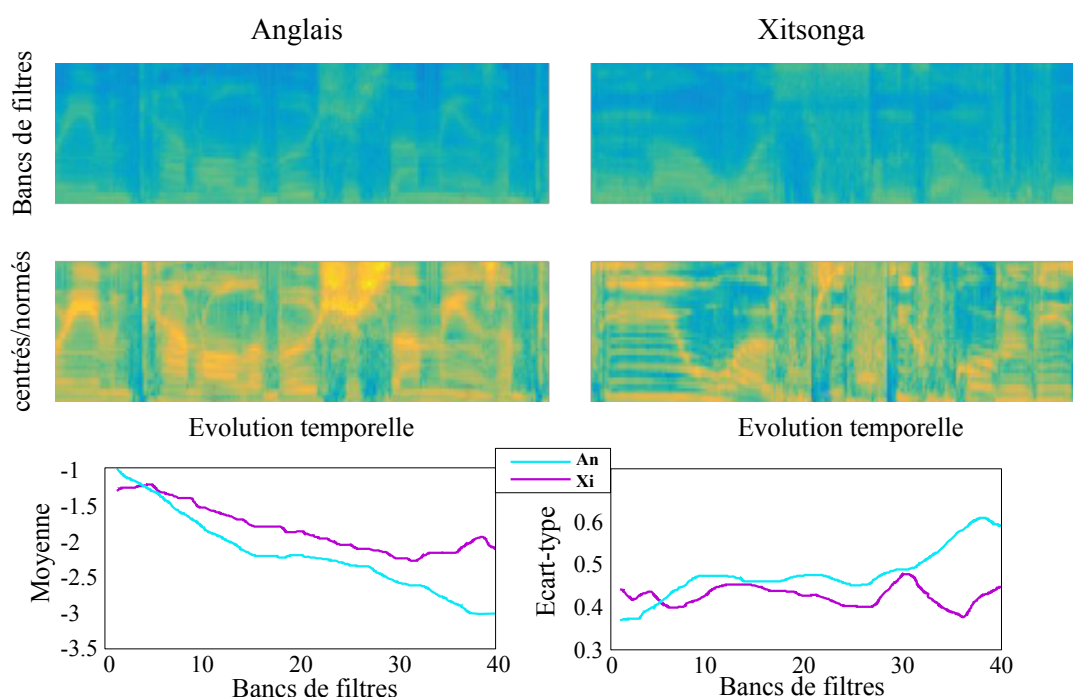 Anglais
Xitsonga
Bancs de filtres
centrés/normés
Evolution temporelle
Evolution temporelle
An
Xi
Moyenne
-1
-1.5
-2
-2.5
-3
-3.5
0 10 20 30 40
Bancs de filtres
Ecart-type
0.6
0.5
0.4
0.3
0 10 20 30 40
Bancs de filtres